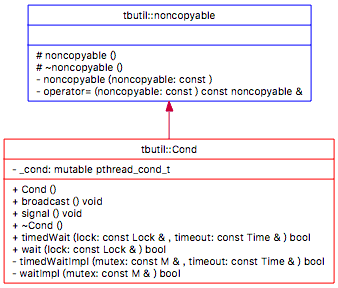 tbutil::noncopyable
# noncopyable ()
# ~noncopyable ()
- noncopyable (noncopyable: const )
- operator= (noncopyable: const ) const noncopyable &
tbutil::Cond
- _cond: mutable pthread_cond_t
+ Cond ()
+ broadcast () void
+ signal () void
+ ~Cond ()
+ timedWait (lock: const Lock & , timeout: const Time & ) bool
+ wait (lock: const Lock & ) bool
- timedWaitImpl (mutex: const M & , timeout: const Time & ) bool
- waitImpl (mutex: const M & ) bool